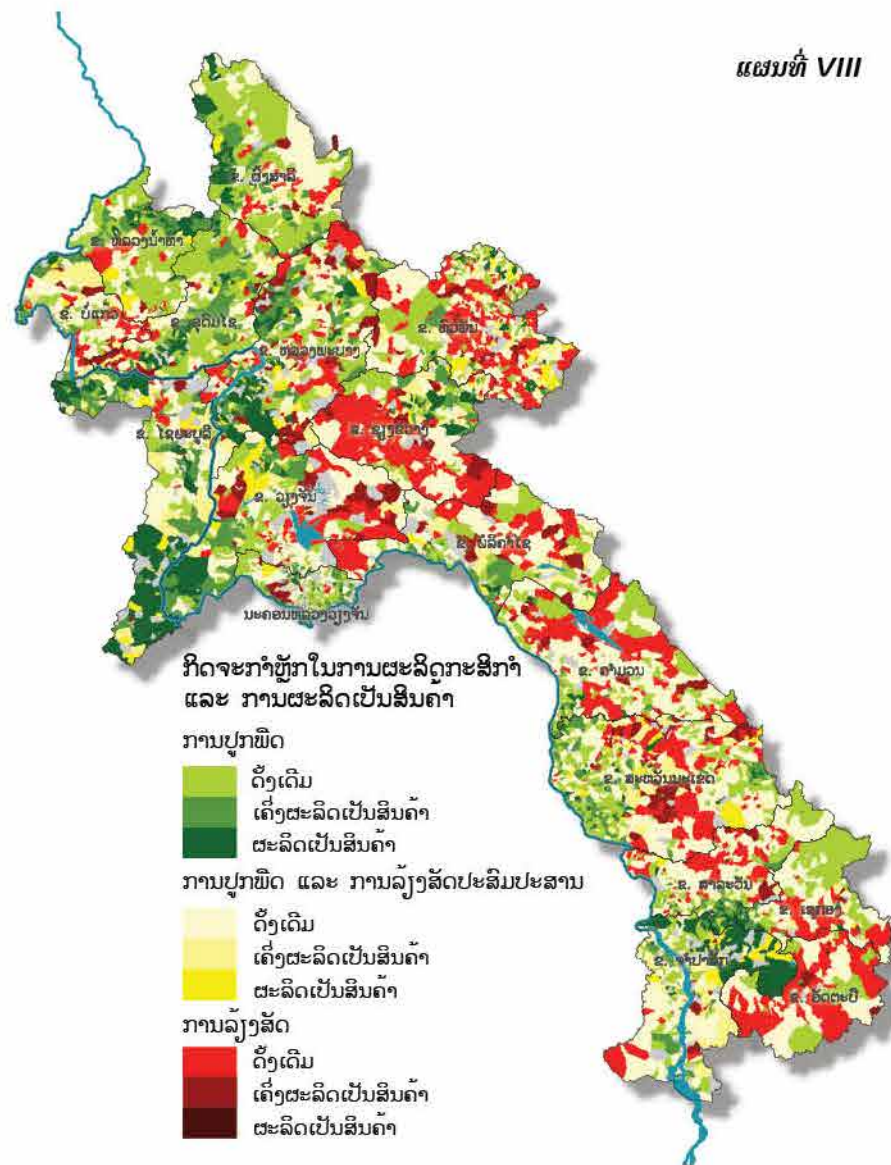 ແຜນທີ່ VIII
ຂ. ຜົ້ງສາລີ
ຂ. ຫລວງນໍ້າທາ
ຂ. ບໍ່ແກ້ວ
ຂ. ອຸດົມໄຊ
ຂ. ຫົວພັນ
ຂ. ຫລວງພະບາງ
ຂ. ໄຊຍະບູລີ
ຂ. ຊຽງຂວາງ
ຂ. ວຽງຈັນ
ຂ. ບໍລິຄໍາໄຊ
ນະຄອນຫລວງວຽງຈັນ
ກິດຈະກໍາຫຼັກໃນການຜະລິດກະສິກໍາ
ແລະ ການຜະລິດເປັນສິນຄ້າ
ການປູກພືດ
ດັ້ງເດີມ
ເຄິ່ງຜະລິດເປັນສິນຄ້າ
ຜະລິດເປັນສິນຄ້າ
ການປູກພືດ ແລະ ການລ້ຽງສັດປະສົມປະສານ
ດັ້ງເດີມ
ເຄິ່ງຜະລິດເປັນສິນຄ້າ
ຜະລິດເປັນສິນຄ້າ
ການລ້ຽງສັດ
ດັ້ງເດີມ
ເຄິ່ງຜະລິດເປັນສິນຄ້າ
ຜະລິດເປັນສິນຄ້າ
ຂ. ຄໍາມ່ວນ
ຂ. ສະຫວັນນະເຂດ
ຂ. ສາລະວັນ
ຂ. ເຊກອງ
ຂ. ຈໍາປາສັກ
ຂ. ອັດຕະປື